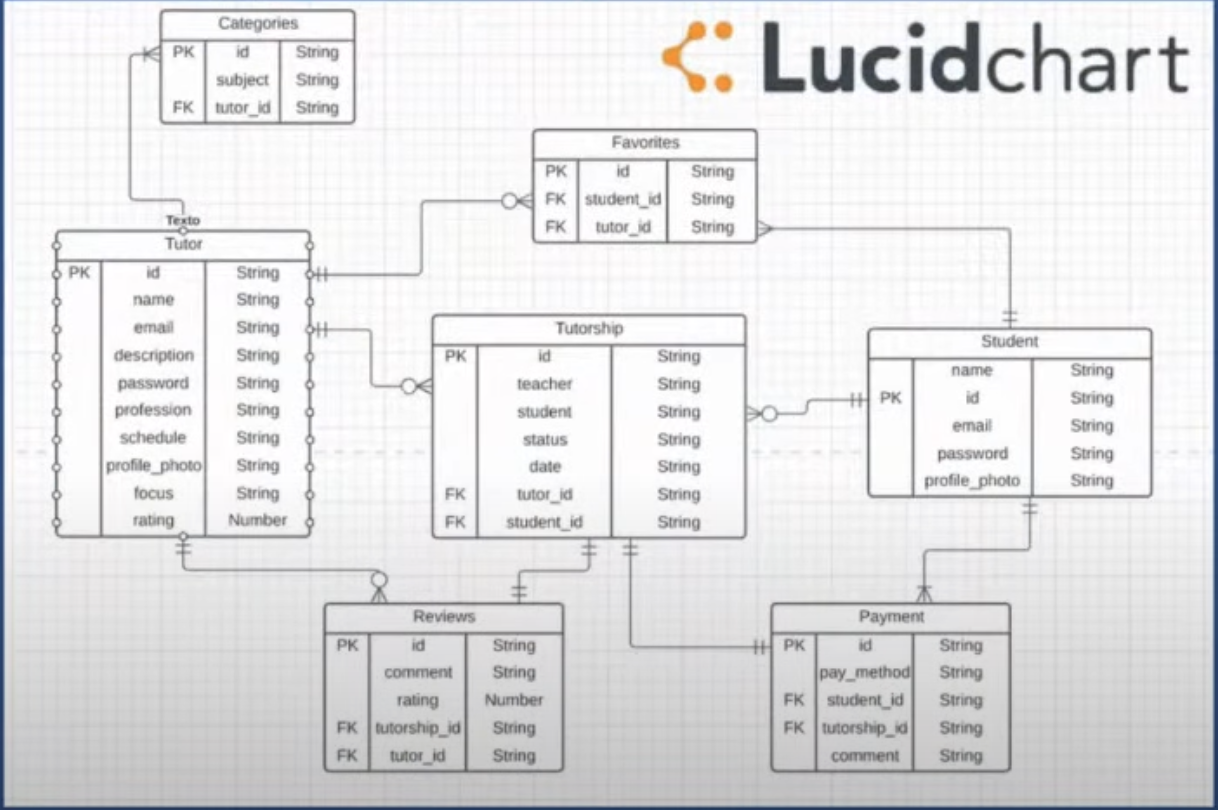 Categories
PK id String
subject String
FK tutor_id String
Lucidchart
Favorites
PK id String
FK student_id String
FK tutor_id String
Texto
Tutor
PK id String
name String
email String
description String
password String
profession String
schedule String
profile_photo String
focus String
rating Number
Tutorship
PK id String
teacher String
student String
status String
date String
FK tutor_id String
FK student_id String
Student
name String
PK id String
email String
password String
profile_photo String
Reviews
PK id String
comment String
rating Number
FK tutorship_id String
FK tutor_id String
Payment
PK id String
pay_method String
FK student_id String
FK tutorship_id String
comment String